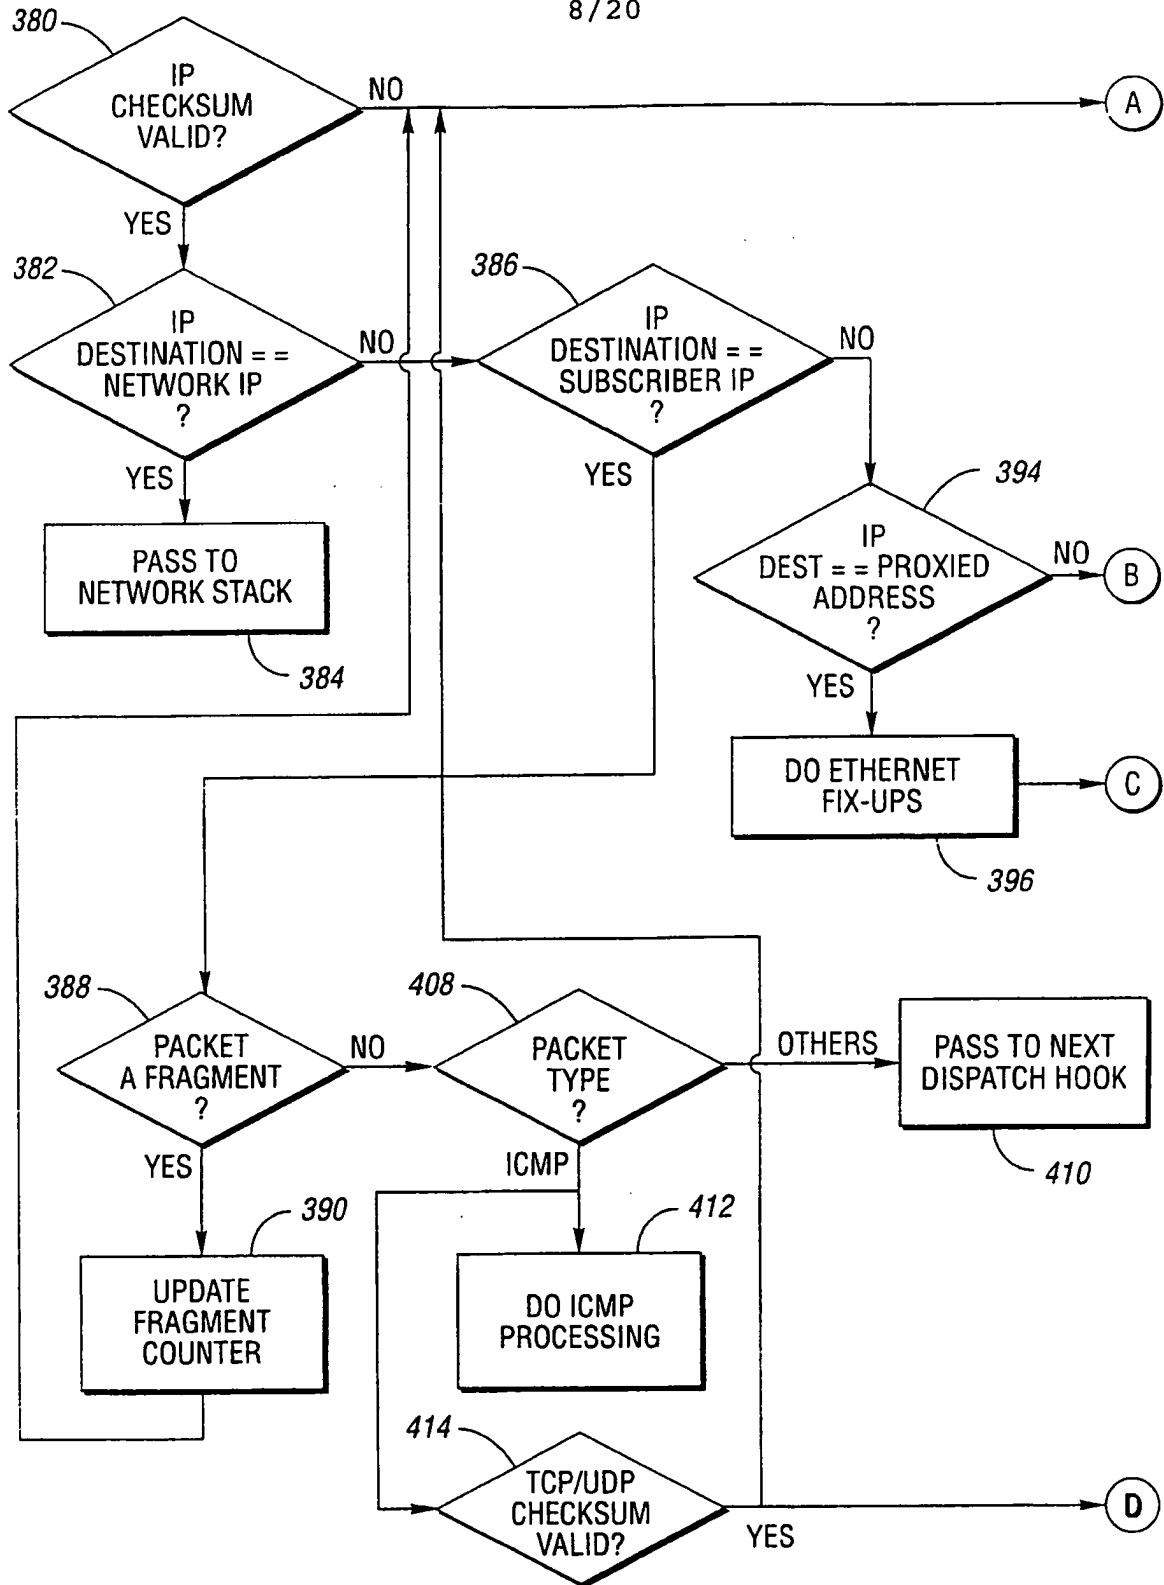 8/20
380
IP
CHECKSUM
VALID?
NO
A
YES
382
IP
DESTINATION ==
NETWORK IP
?
NO
386
IP
DESTINATION ==
SUBSCRIBER IP
?
NO
YES
PASS TO
NETWORK STACK
384
YES
394
IP
DEST == PROXIED
ADDRESS
?
NO
B
YES
DO ETHERNET
FIX-UPS
C
396
388
PACKET
A FRAGMENT
?
NO
408
PACKET
TYPE
?
OTHERS
PASS TO NEXT
DISPATCH HOOK
410
YES
ICMP
390
UPDATE
FRAGMENT
COUNTER
412
DO ICMP
PROCESSING
414
TCP/UDP
CHECKSUM
VALID?
YES
D